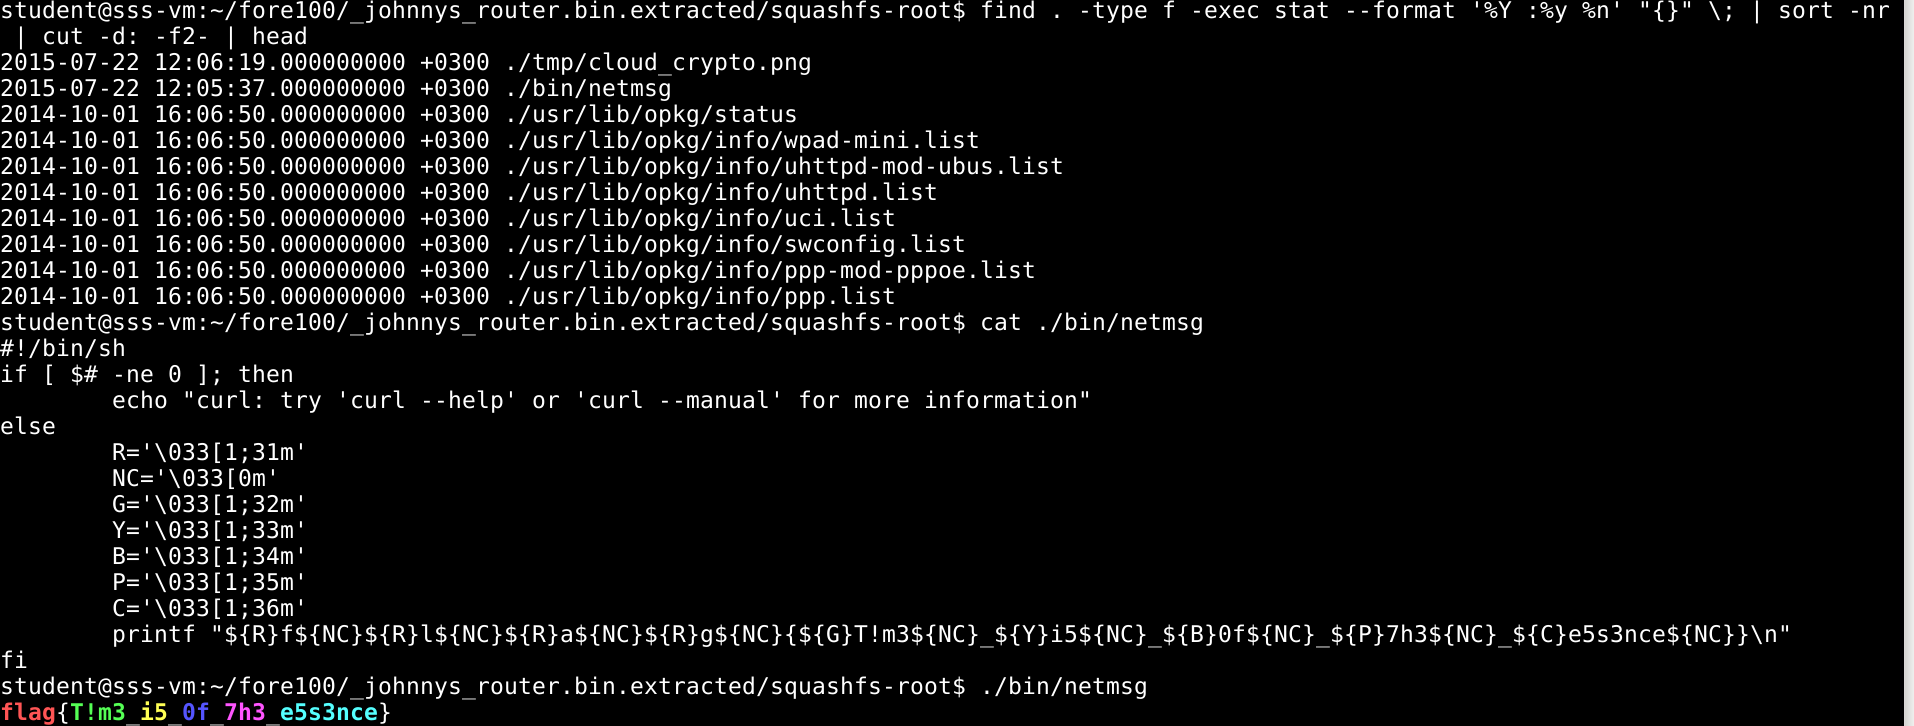 student@sss-vm:~/fore100/_johnnys_router.bin.extracted/squashfs-root$ find . -type f -exec stat --format '%Y :%y %n' "{}" \; | sort -nr
 | cut -d: -f2- | head
2015-07-22 12:06:19.000000000 +0300 ./tmp/cloud_crypto.png
2015-07-22 12:05:37.000000000 +0300 ./bin/netmsg
2014-10-01 16:06:50.000000000 +0300 ./usr/lib/opkg/status
2014-10-01 16:06:50.000000000 +0300 ./usr/lib/opkg/info/wpad-mini.list
2014-10-01 16:06:50.000000000 +0300 ./usr/lib/opkg/info/uhttpd-mod-ubus.list
2014-10-01 16:06:50.000000000 +0300 ./usr/lib/opkg/info/uhttpd.list
2014-10-01 16:06:50.000000000 +0300 ./usr/lib/opkg/info/uci.list
2014-10-01 16:06:50.000000000 +0300 ./usr/lib/opkg/info/swconfig.list
2014-10-01 16:06:50.000000000 +0300 ./usr/lib/opkg/info/ppp-mod-pppoe.list
2014-10-01 16:06:50.000000000 +0300 ./usr/lib/opkg/info/ppp.list
student@sss-vm:~/fore100/_johnnys_router.bin.extracted/squashfs-root$ cat ./bin/netmsg
#!/bin/sh
if [ $# -ne 0 ]; then
        echo "curl: try 'curl --help' or 'curl --manual' for more information"
else
        R='\033[1;31m'
        NC='\033[0m'
        G='\033[1;32m'
        Y='\033[1;33m'
        B='\033[1;34m'
        P='\033[1;35m'
        C='\033[1;36m'
        printf "${R}f${NC}${R}l${NC}${R}a${NC}${R}g${NC}{${G}T!m3${NC}_${Y}i5${NC}_${B}0f${NC}_${P}7h3${NC}_${C}e5s3nce${NC}}\n"
fi
student@sss-vm:~/fore100/_johnnys_router.bin.extracted/squashfs-root$ ./bin/netmsg
flag{T!m3_i5_0f_7h3_e5s3nce}